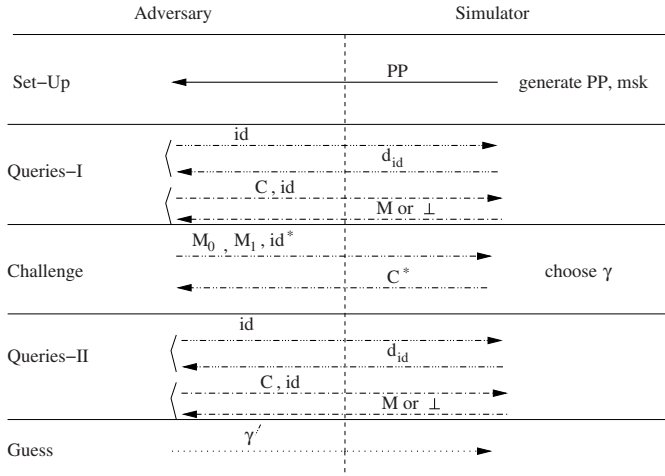 Adversary Simulator
PP
Set–Up generate PP, msk
id
d_id
Queries–I
C , id
M or ⊥
M_0 , M_1 , id*
Challenge choose γ
C*
id
d_id
Queries–II
C , id
M or ⊥
γ′
Guess